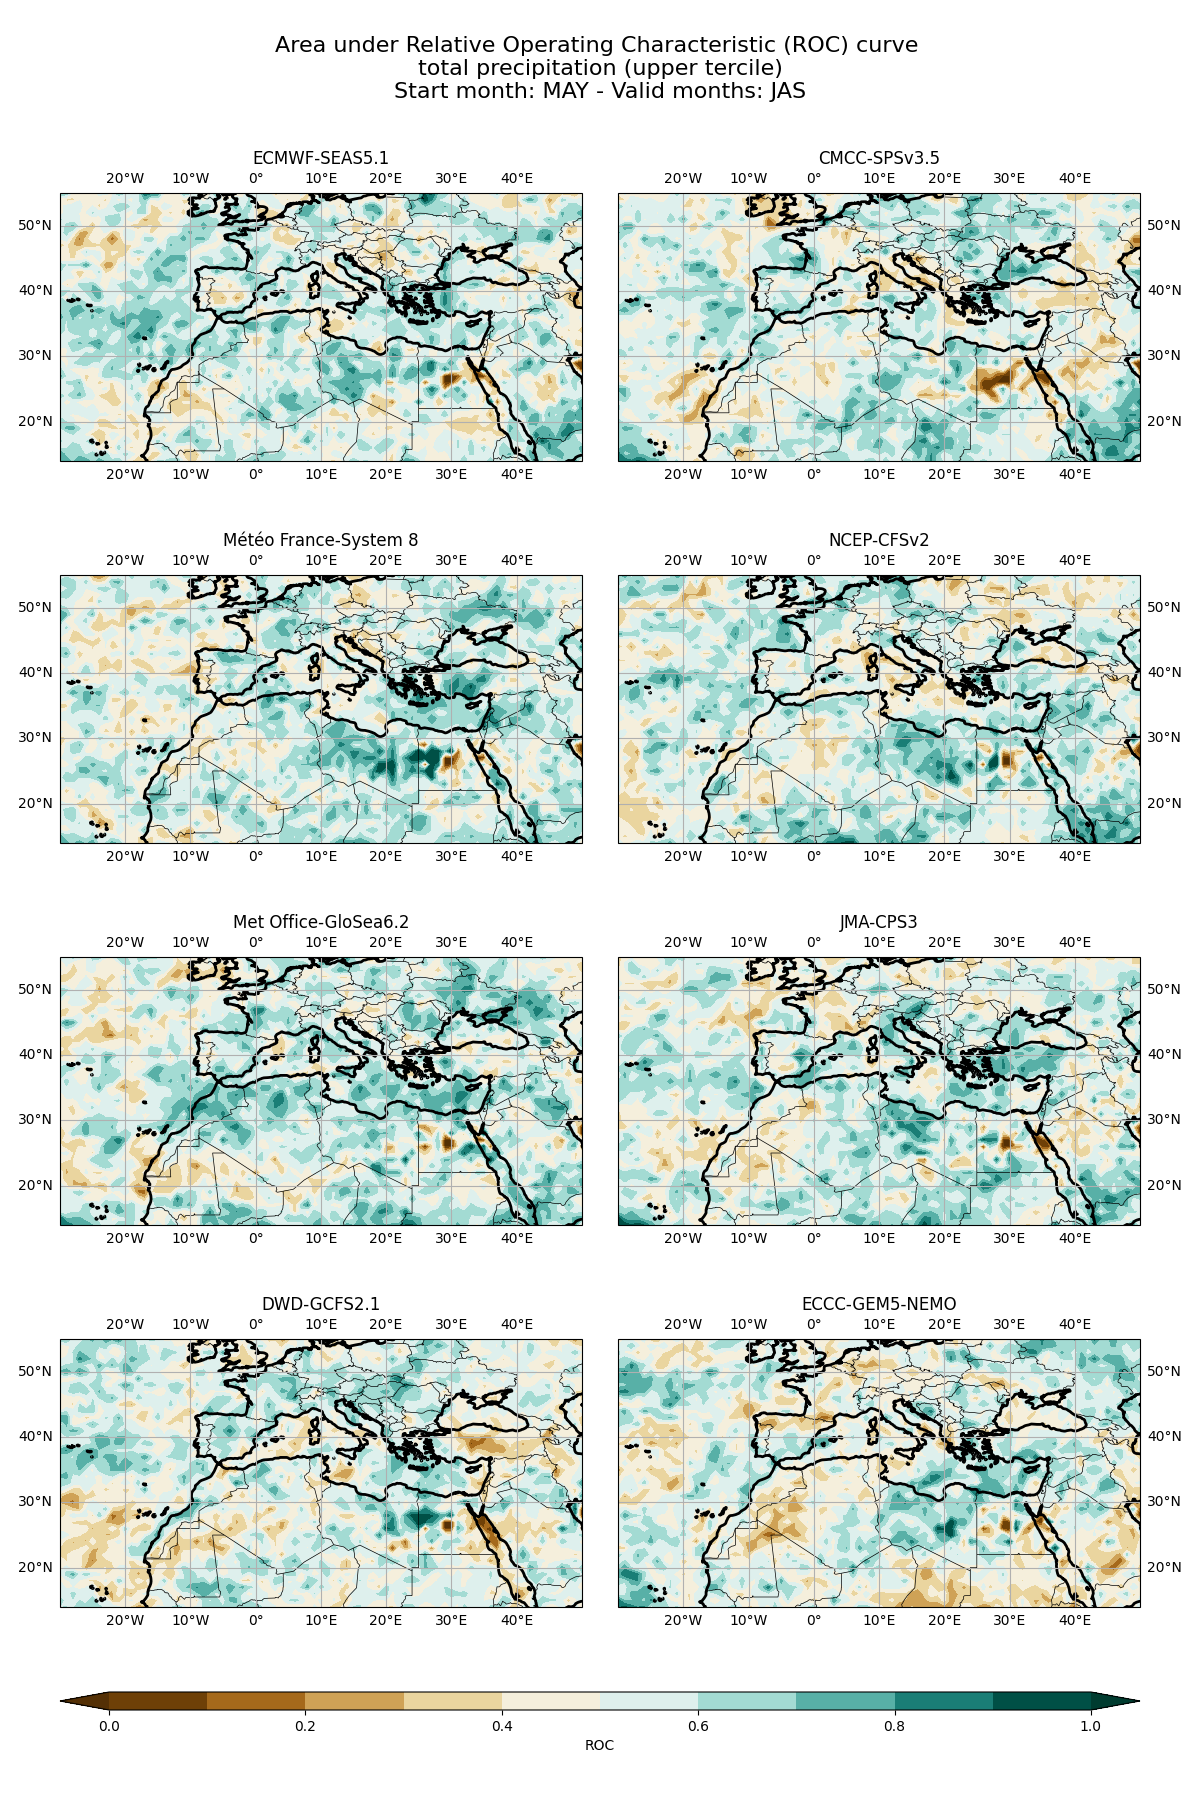 Area under Relative Operating Characteristic (ROC) curve
total precipitation (upper tercile)
Start month: MAY - Valid months: JAS
ECMWF-SEAS5.1
20°W 10°W 0° 10°E 20°E 30°E 40°E
50°N
40°N
30°N
20°N
20°W 10°W 0° 10°E 20°E 30°E 40°E
CMCC-SPSv3.5
20°W 10°W 0° 10°E 20°E 30°E 40°E
50°N
40°N
30°N
20°N
20°W 10°W 0° 10°E 20°E 30°E 40°E
Météo France-System 8
20°W 10°W 0° 10°E 20°E 30°E 40°E
50°N
40°N
30°N
20°N
20°W 10°W 0° 10°E 20°E 30°E 40°E
NCEP-CFSv2
20°W 10°W 0° 10°E 20°E 30°E 40°E
50°N
40°N
30°N
20°N
20°W 10°W 0° 10°E 20°E 30°E 40°E
Met Office-GloSea6.2
20°W 10°W 0° 10°E 20°E 30°E 40°E
50°N
40°N
30°N
20°N
20°W 10°W 0° 10°E 20°E 30°E 40°E
JMA-CPS3
20°W 10°W 0° 10°E 20°E 30°E 40°E
50°N
40°N
30°N
20°N
20°W 10°W 0° 10°E 20°E 30°E 40°E
DWD-GCFS2.1
20°W 10°W 0° 10°E 20°E 30°E 40°E
50°N
40°N
30°N
20°N
20°W 10°W 0° 10°E 20°E 30°E 40°E
ECCC-GEM5-NEMO
20°W 10°W 0° 10°E 20°E 30°E 40°E
50°N
40°N
30°N
20°N
20°W 10°W 0° 10°E 20°E 30°E 40°E
0.0 0.2 0.4 0.6 0.8 1.0
ROC